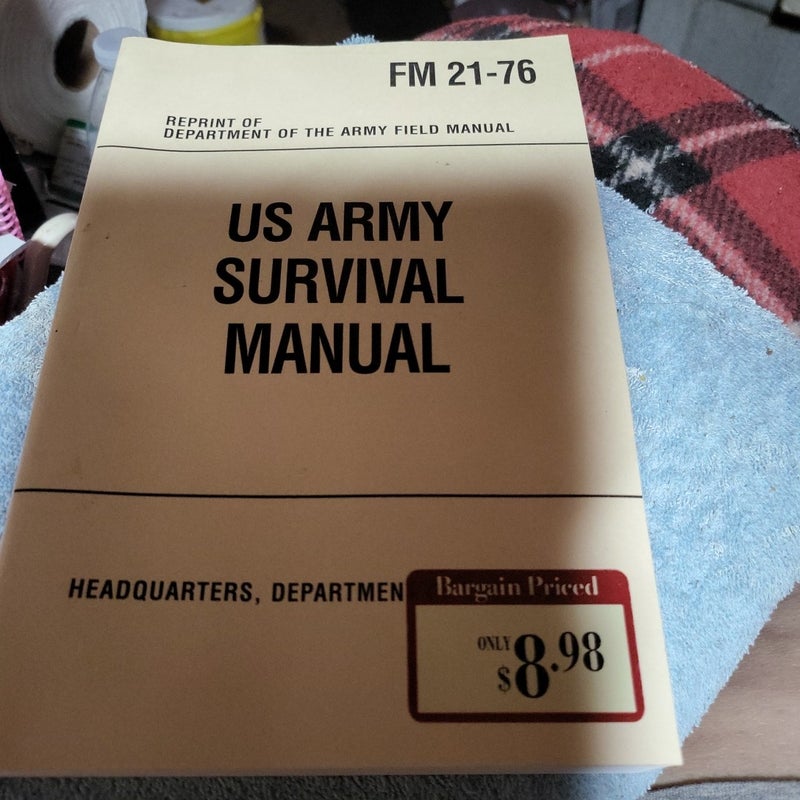 FM 21-76
REPRINT OF
DEPARTMENT OF THE ARMY FIELD MANUAL
US ARMY
SURVIVAL
MANUAL
HEADQUARTERS, DEPARTMEN
Bargain Priced
ONLY
$8.98